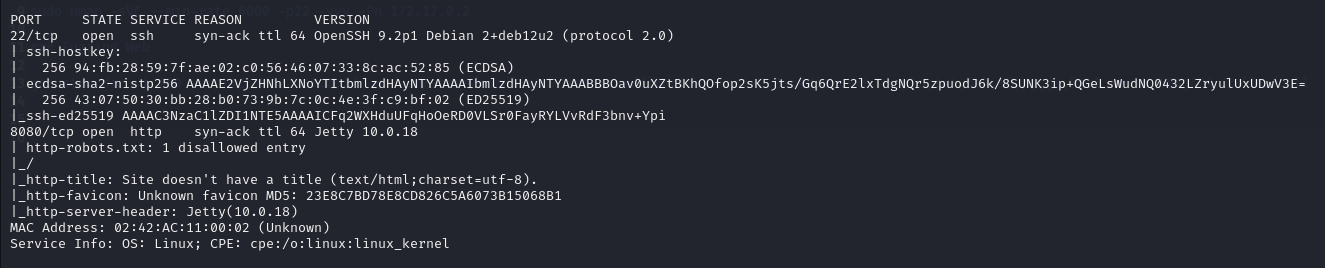 PORT     STATE SERVICE REASON         VERSION
22/tcp   open  ssh     syn-ack ttl 64 OpenSSH 9.2p1 Debian 2+deb12u2 (protocol 2.0)
| ssh-hostkey:
|   256 94:fb:28:59:7f:ae:02:c0:56:46:07:33:8c:ac:52:85 (ECDSA)
| ecdsa-sha2-nistp256 AAAAE2VjZHNhLXNoYTItbmlzdHAyNTYAAAAIbmlzdHAyNTYAAABBBOav0uXZtBKhQOfop2sK5jts/Gq6QrE2lxTdgNQr5zpuodJ6k/8SUNK3ip+QGeLsWudNQ0432LZryulUxUDwV3E=
|   256 43:07:50:30:bb:28:b0:73:9b:7c:0c:4e:3f:c9:bf:02 (ED25519)
|_ssh-ed25519 AAAAC3NzaC1lZDI1NTE5AAAAICFq2WXHduUFqHoOeRD0VLSr0FayRYLVvRdF3bnv+Ypi
8080/tcp open  http    syn-ack ttl 64 Jetty 10.0.18
| http-robots.txt: 1 disallowed entry
|_/
|_http-title: Site doesn't have a title (text/html;charset=utf-8).
|_http-favicon: Unknown favicon MD5: 23E8C7BD78E8CD826C5A6073B15068B1
|_http-server-header: Jetty(10.0.18)
MAC Address: 02:42:AC:11:00:02 (Unknown)
Service Info: OS: Linux; CPE: cpe:/o:linux:linux_kernel